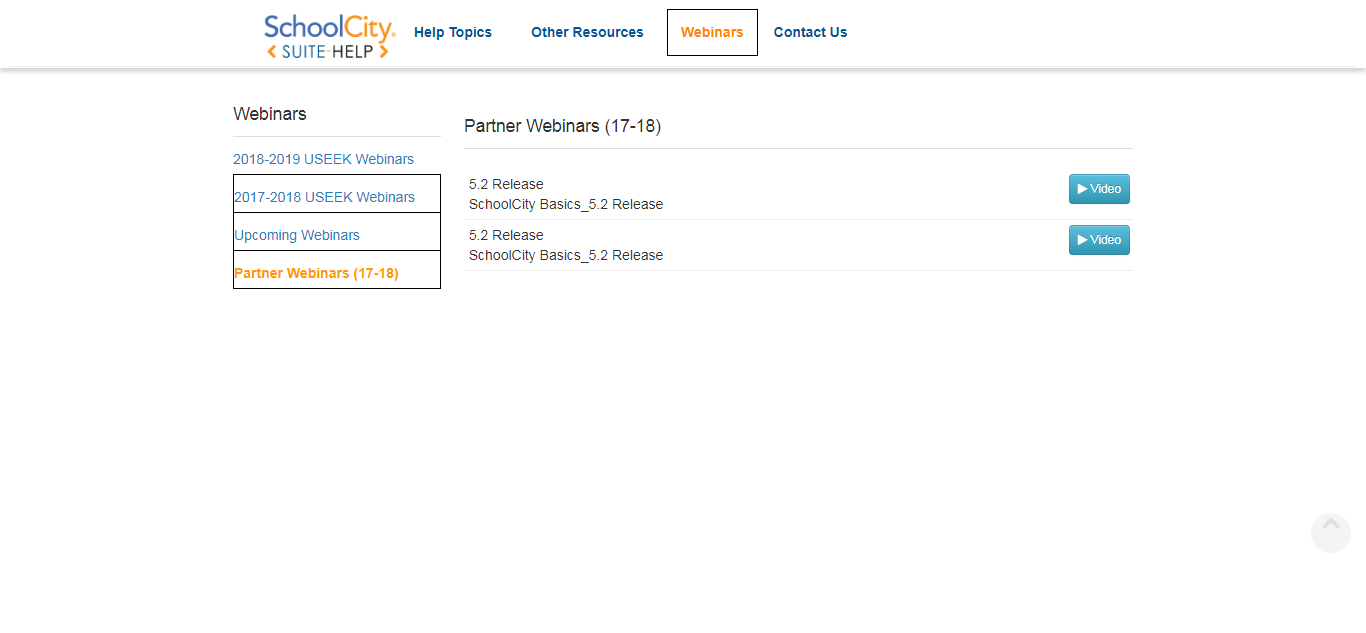 SchoolCity
SUITE-HELP
Help Topics
Other Resources
Webinars
Contact Us
Webinars
2018-2019 USEEK Webinars
2017-2018 USEEK Webinars
Upcoming Webinars
Partner Webinars (17-18)
Partner Webinars (17-18)
5.2 Release
SchoolCity Basics_5.2 Release
Video
5.2 Release
SchoolCity Basics_5.2 Release
Video